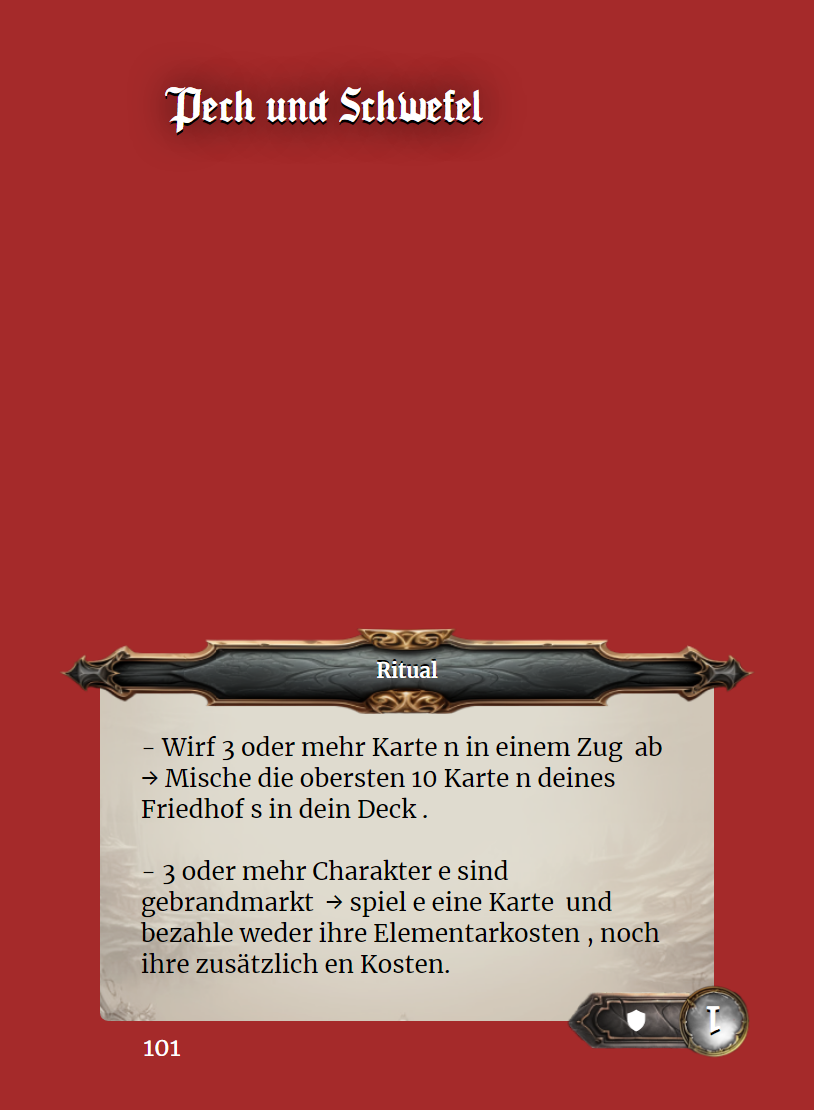 Pech und Schwefel
Ritual
- Wirf 3 oder mehr Karte n in einem Zug  ab
→ Mische die obersten 10 Karte n deines
Friedhof s in dein Deck .
- 3 oder mehr Charakter e sind
gebrandmarkt  → spiel e eine Karte  und
bezahle weder ihre Elementarkosten , noch
ihre zusätzlich en Kosten.
1
101